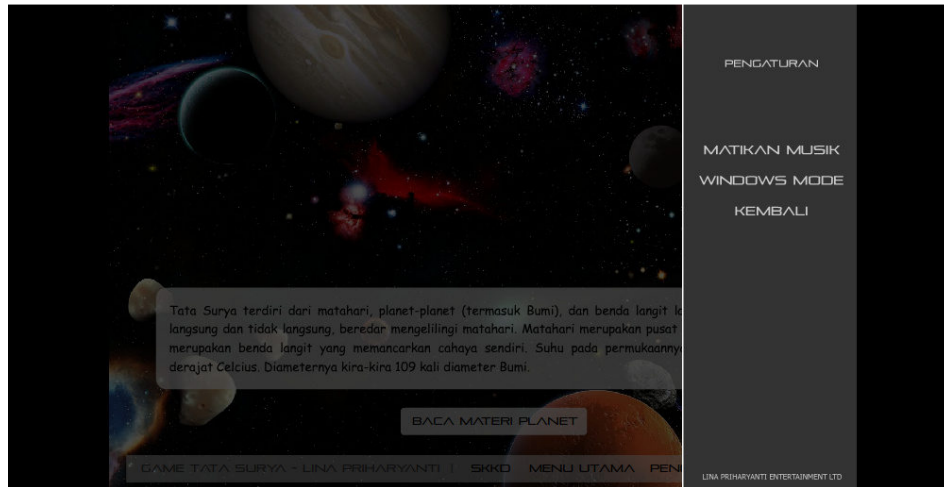 PENGATURAN
MATIKAN MUSIK
WINDOWS MODE
KEMBALI
Tata Surya terdiri dari matahari, planet-planet (termasuk Bumi), dan benda langit
langsung dan tidak langsung, beredar mengelilingi matahari. Matahari merupakan pusat
merupakan benda langit yang memancarkan cahaya sendiri. Suhu pada
derajat Celcius. Diameternya kira-kira 109 kali diameter Bumi.
BACA MATERI PLANET
GAME TATA SURYA - LINA PRIHARYANTI | SKKD MENU UTAMA
LINA PRIHARYANTI ENTERTAINMENT LTD